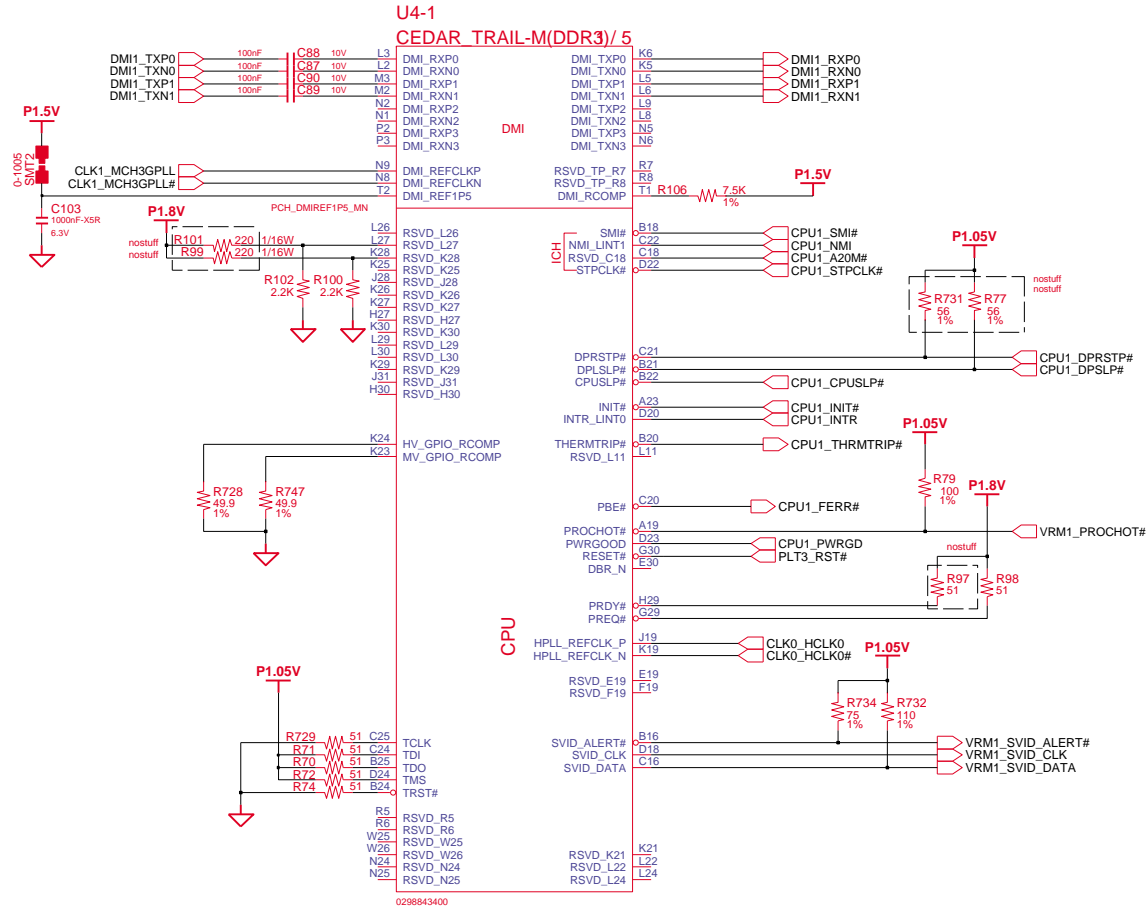 U4-1
CEDAR_TRAIL-M(DDR3)/ 5
DMI1_TXP0 100nF C88 10V L3 DMI_RXP0 DMI_TXP0 K6 DMI1_RXP0
DMI1_TXN0 100nF C87 10V L2 DMI_RXN0 DMI_TXN0 K5 DMI1_RXN0
DMI1_TXP1 100nF C90 10V M3 DMI_RXP1 DMI_TXP1 L5 DMI1_RXP1
DMI1_TXN1 100nF C89 10V M2 DMI_RXN1 DMI_TXN1 L6 DMI1_RXN1
N2 DMI_RXP2 DMI_TXP2 L9
P1.5V N1 DMI_RXN2 DMI_TXN2 L8
DMI
P2 DMI_RXP3 DMI_TXP3 N5
P3 DMI_RXN3 DMI_TXN3 N6
0-1005
SMT2
CLK1_MCH3GPLL N9 DMI_REFCLKP RSVD_TP_R7 R7
CLK1_MCH3GPLL# N8 DMI_REFCLKN RSVD_TP_R8 R8 P1.5V
T2 DMI_REF1P5 DMI_RCOMP T1 R106 7.5K
1%
C103
1000nF-X5R
6.3V
PCH_DMIREF1P5_MN
P1.8V
L26 RSVD_L26 SMI# B18 CPU1_SMI#
nostuff R101 220 1/16W L27 RSVD_L27 NMI_LINT1 C22 CPU1_NMI
nostuff R99 220 1/16W K28 RSVD_K28 RSVD_C18 C18 CPU1_A20M#
ICH
K25 RSVD_K25 STPCLK# D22 CPU1_STPCLK#
P1.05V
R102
2.2K
R100
2.2K
J28 RSVD_J28
K26 RSVD_K26
K27 RSVD_K27
H27 RSVD_H27
K30 RSVD_K30
L29 RSVD_L29
L30 RSVD_L30
K29 RSVD_K29
J31 RSVD_J31
H30 RSVD_H30
nostuff
nostuff
R731
56
1%
R77
56
1%
DPRSTP# C21 CPU1_DPRSTP#
DPLSLP# B21 CPU1_DPSLP#
CPUSLP# B22 CPU1_CPUSLP#
INIT# A23 CPU1_INIT#
INTR_LINT0 D20 CPU1_INTR
P1.05V
K24 HV_GPIO_RCOMP THERMTRIP# B20 CPU1_THRMTRIP#
K23 MV_GPIO_RCOMP RSVD_L11 L11
R728
49.9
1%
R747
49.9
1%
R79
100
1%
P1.8V
PBE# C20 CPU1_FERR#
PROCHOT# A19 VRM1_PROCHOT#
PWRGOOD D23 CPU1_PWRGD
RESET# G30 PLT3_RST#
DBR_N E30
nostuff
R97
51
R98
51
PRDY# H29
PREQ# G29
CPU
HPLL_REFCLK_P J19 CLK0_HCLK0
HPLL_REFCLK_N K19 CLK0_HCLK0#
P1.05V
RSVD_E19 E19
RSVD_F19 F19
P1.05V
R734
75
1%
R732
110
1%
R729 51 C25 TCLK SVID_ALERT# B16 VRM1_SVID_ALERT#
R71 51 C24 TDI SVID_CLK D18 VRM1_SVID_CLK
R70 51 B25 TDO SVID_DATA C16 VRM1_SVID_DATA
R72 51 D24 TMS
R74 51 B24 TRST#
R5 RSVD_R5
R6 RSVD_R6
W25 RSVD_W25
W26 RSVD_W26 RSVD_K21 K21
N24 RSVD_N24 RSVD_L22 L22
N25 RSVD_N25 RSVD_L24 L24
0298843400